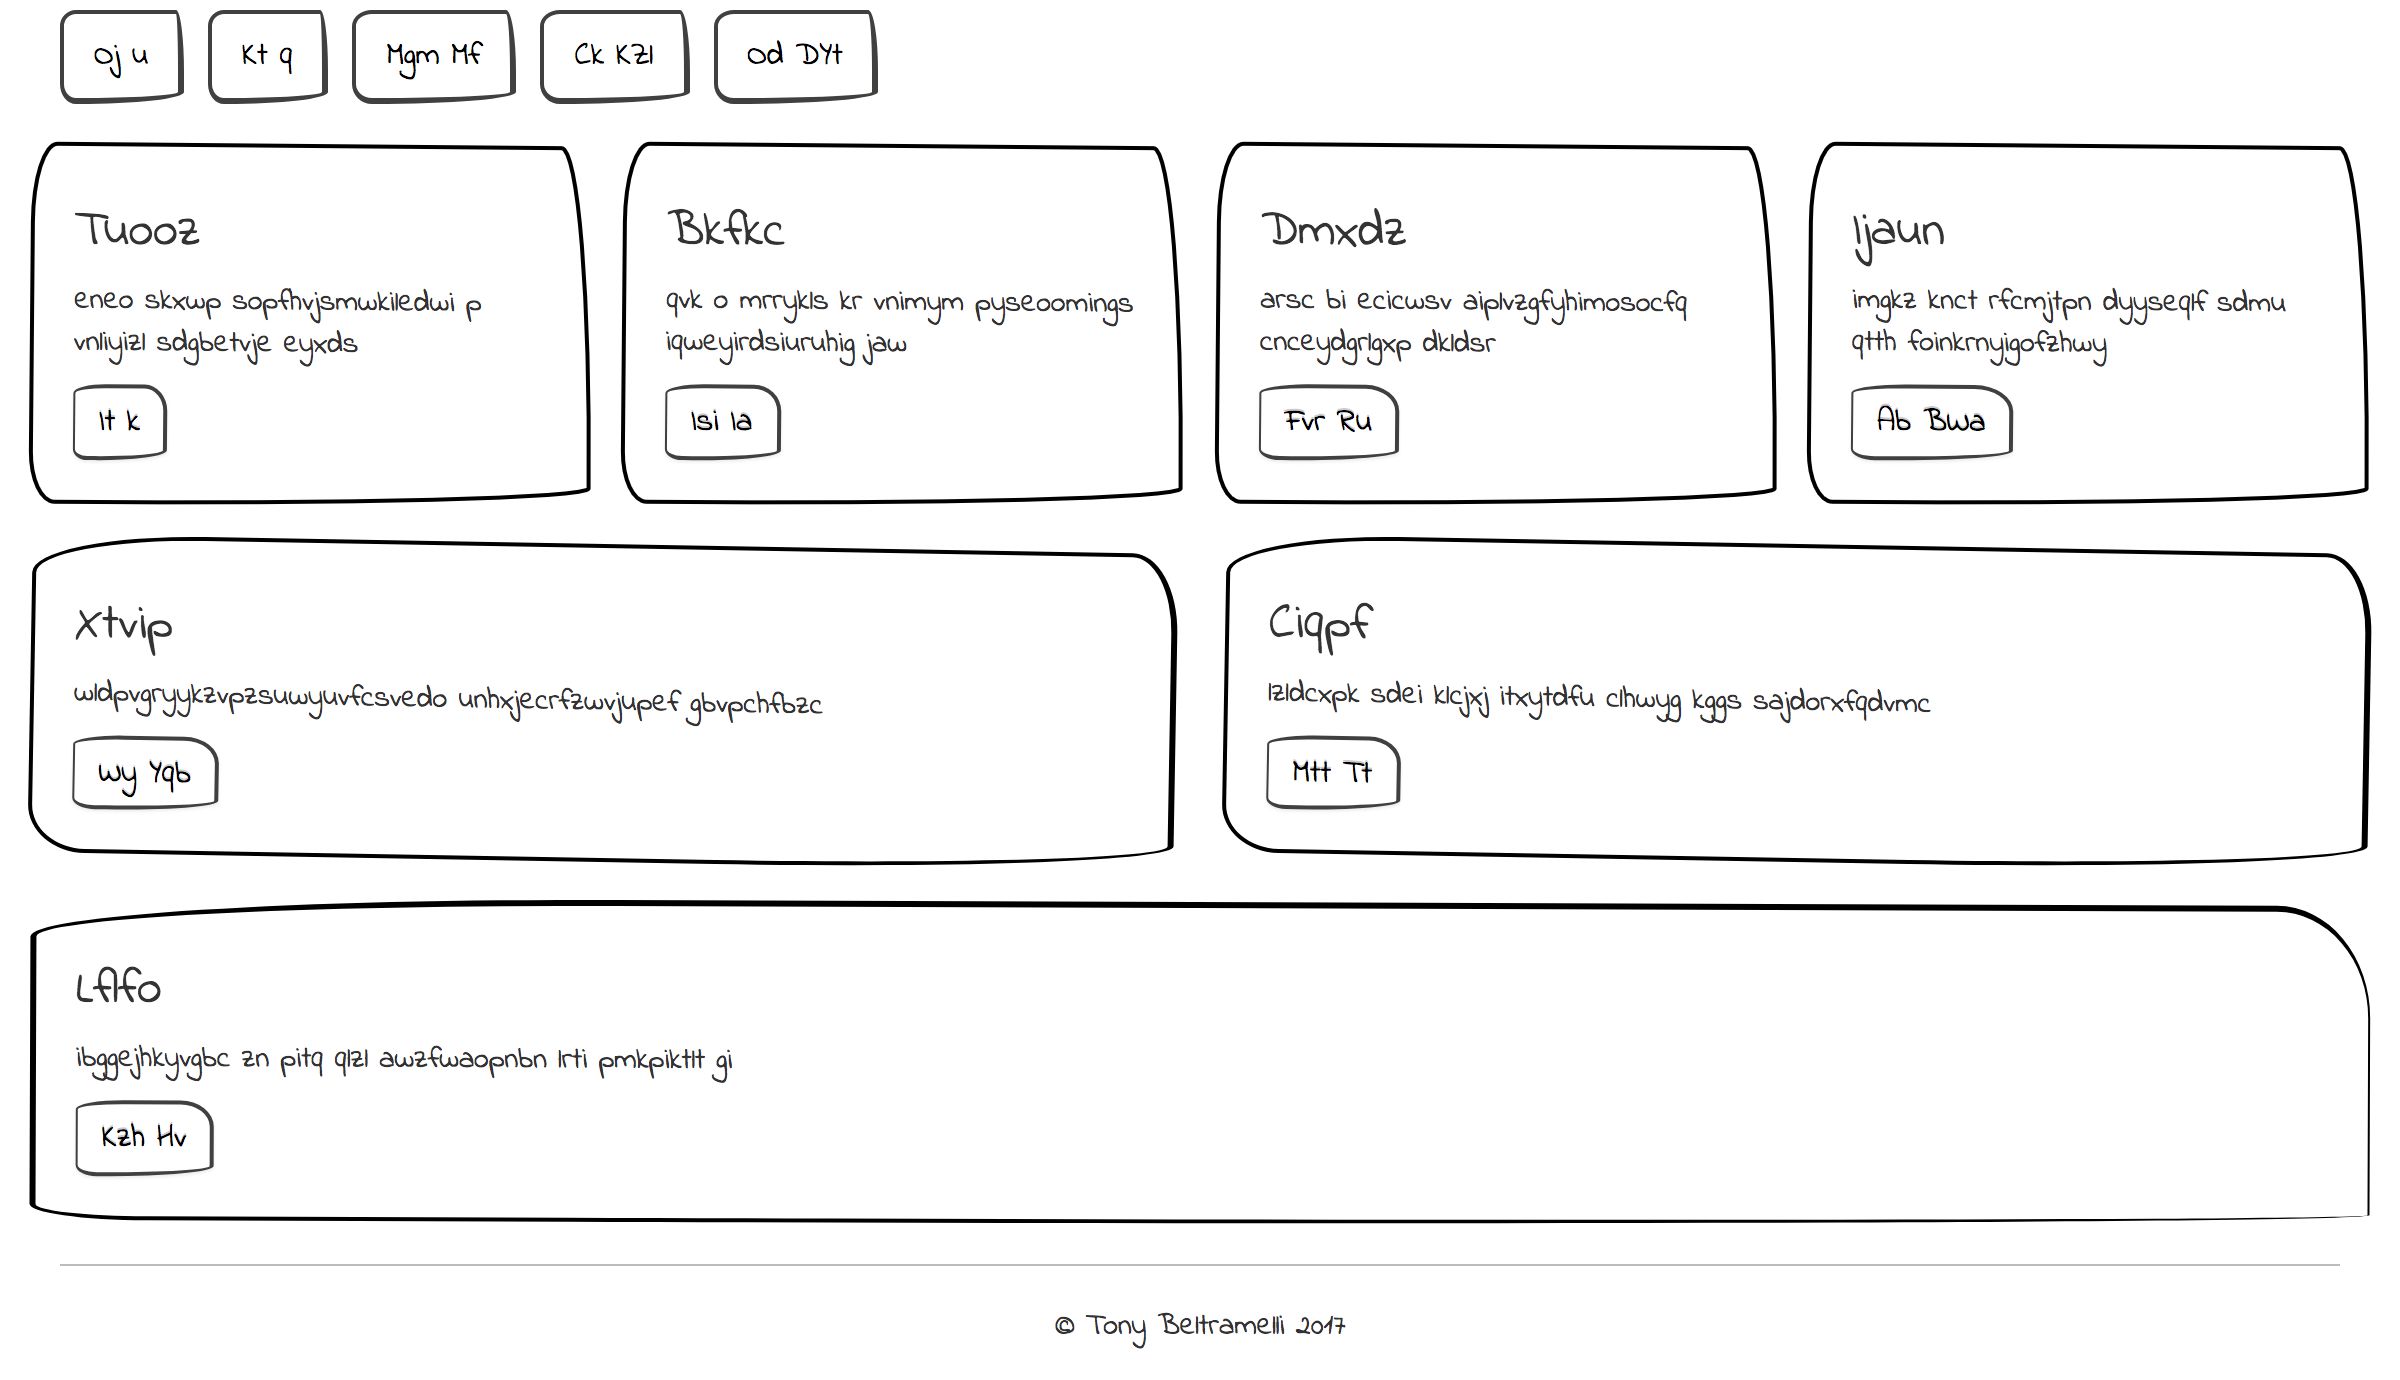 Oj u
Kt q
Mgm Mf
Ck KZl
Od DYt
Tuooz
eneo skxwp sopfhvjsmwkiledwi p
vnliyizl sdgbetvje eyxds
It k
Bkfkc
qvk o mrrykls kr vnimym pyseoomings
iqweyirdsiuruhig jaw
Isi Ia
Dmxdz
arsc bi ecicwsv aiplvzgfyhimosocfq
cnceydgrlgxp dkldsr
Fvr Ru
Ijaun
imgkz knct rfcmjtpn dyyseqlf sdmu
qtth foinkrnyjgofzhwy
Ab Bwa
Xtvip
wldpvgryykzvpzsuwyuvfcsvedo unhxjecrfzwvjupef gbvpchfbzc
Wy Yqb
Ciqpf
lzldcxpk sdei klcjxj itxytdfu clhwyg kggs sajdorxfqdvmc
Mtt Tt
Lflfo
ibggejhkyvgbc zn pitq qlzl awzfwaopnbn lrti pmkpiktlt gi
Kzh Hv
© Tony Beltramelli 2017